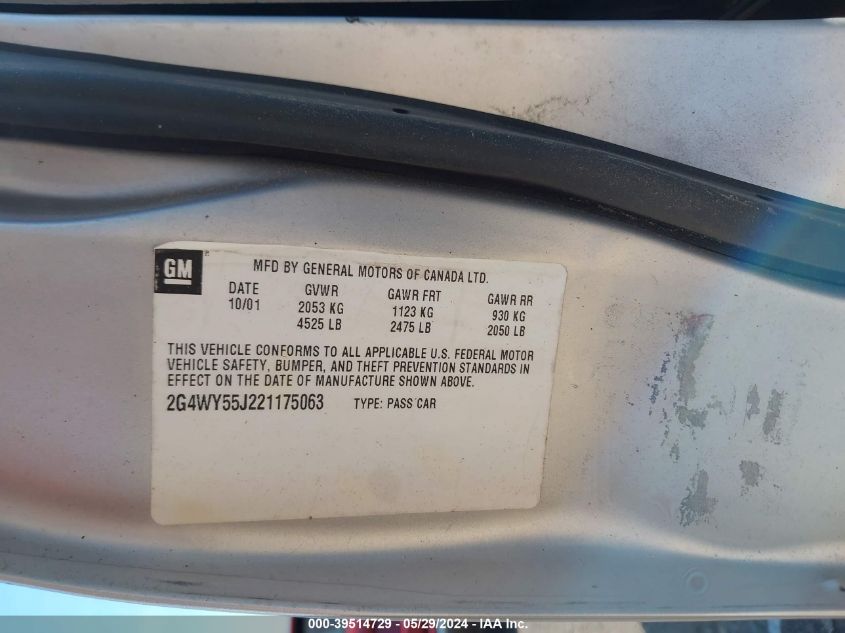 GM
MFD BY GENERAL MOTORS OF CANADA LTD.
DATE GVWR GAWR FRT GAWR RR
10/01 2053 KG 1123 KG 930 KG
4525 LB 2475 LB 2050 LB
THIS VEHICLE CONFORMS TO ALL APPLICABLE U.S. FEDERAL MOTOR
VEHICLE SAFETY, BUMPER, AND THEFT PREVENTION STANDARDS IN
EFFECT ON THE DATE OF MANUFACTURE SHOWN ABOVE.
2G4WY55J221175063 TYPE: PASS CAR
000-39514729 - 05/29/2024 - IAA Inc.